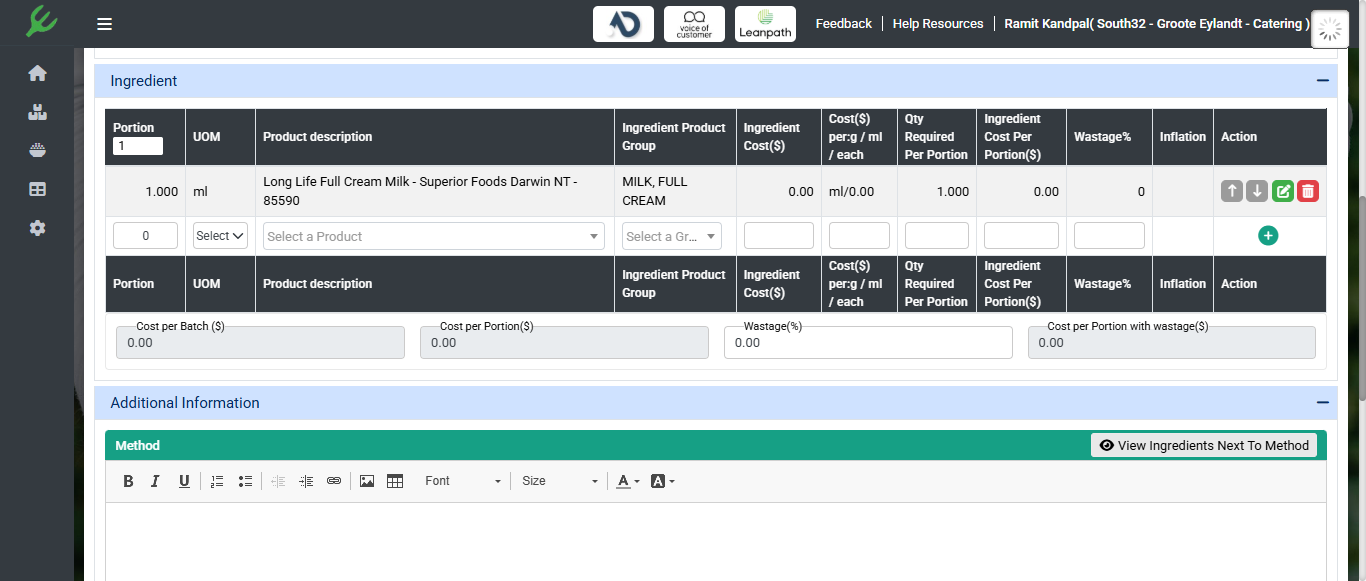 voice of
customer
Leanpath
Feedback
Help Resources
Ramit Kandpal( South32 - Groote Eylandt - Catering )
Ingredient
Portion
1
UOM
Product description
Ingredient Product
Group
Ingredient
Cost($)
Cost($)
per:g / ml
/ each
Qty
Required
Per Portion
Ingredient
Cost Per
Portion($)
Wastage%
Inflation
Action
1.000
ml
Long Life Full Cream Milk - Superior Foods Darwin NT -
85590
MILK, FULL
CREAM
0.00
ml/0.00
1.000
0.00
0
0
Select
Select a Product
Select a Gr...
Portion
UOM
Product description
Ingredient Product
Group
Ingredient
Cost($)
Cost($)
per:g / ml
/ each
Qty
Required
Per Portion
Ingredient
Cost Per
Portion($)
Wastage%
Inflation
Action
Cost per Batch ($)
0.00
Cost per Portion($)
0.00
Wastage(%)
0.00
Cost per Portion with wastage($)
0.00
Additional Information
Method
View Ingredients Next To Method
B I U
Font
Size
A
A